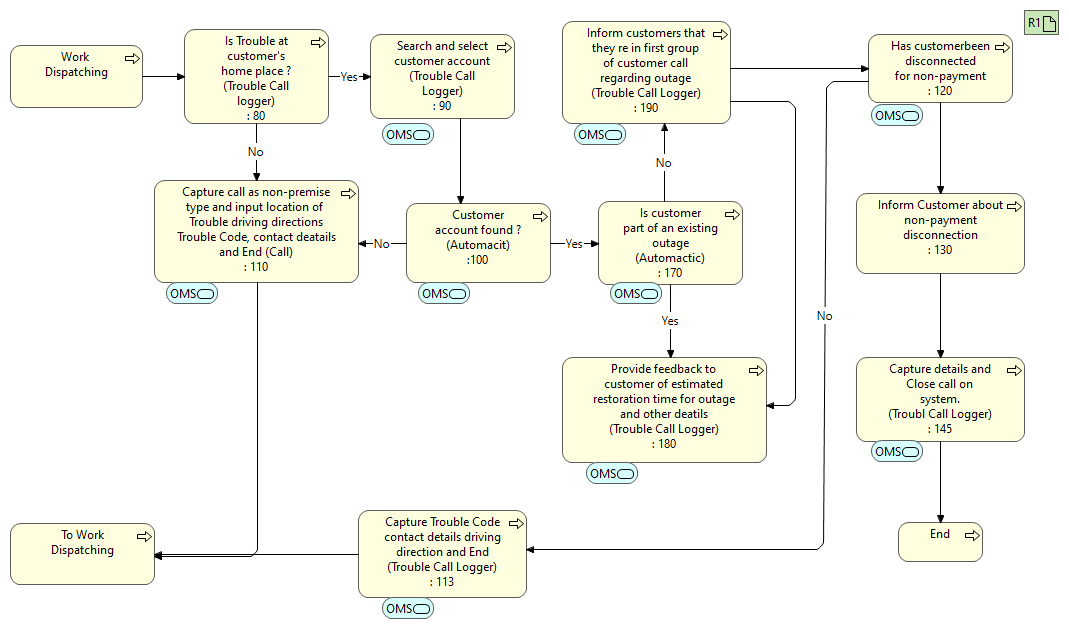 R1
Work
Dispatching
Is Trouble at
customer's
home place ?
(Trouble Call
logger)
: 80
Yes
Search and select
customer account
(Trouble Call
Logger)
: 90
OMS
Inform customers that
they re in first group
of customer call
regarding outage
(Trouble Call Logger)
: 190
OMS
Has customerbeen
disconnected
for non-payment
: 120
OMS
No
No
Capture call as non-premise
type and input location of
Trouble driving directions
Trouble Code, contact deatails
and End (Call)
: 110
OMS
No
Customer
account found ?
(Automacit)
:100
OMS
Yes
Is customer
part of an existing
outage
(Automactic)
: 170
OMS
Inform Customer about
non-payment
disconnection
: 130
Yes
No
Provide feedback to
customer of estimated
restoration time for outage
and other deatils
(Trouble Call Logger)
: 180
OMS
Capture details and
Close call on
system.
(Troubl Call Logger)
: 145
OMS
To Work
Dispatching
Capture Trouble Code
contact details driving
direction and End
(Trouble Call Logger)
: 113
OMS
End